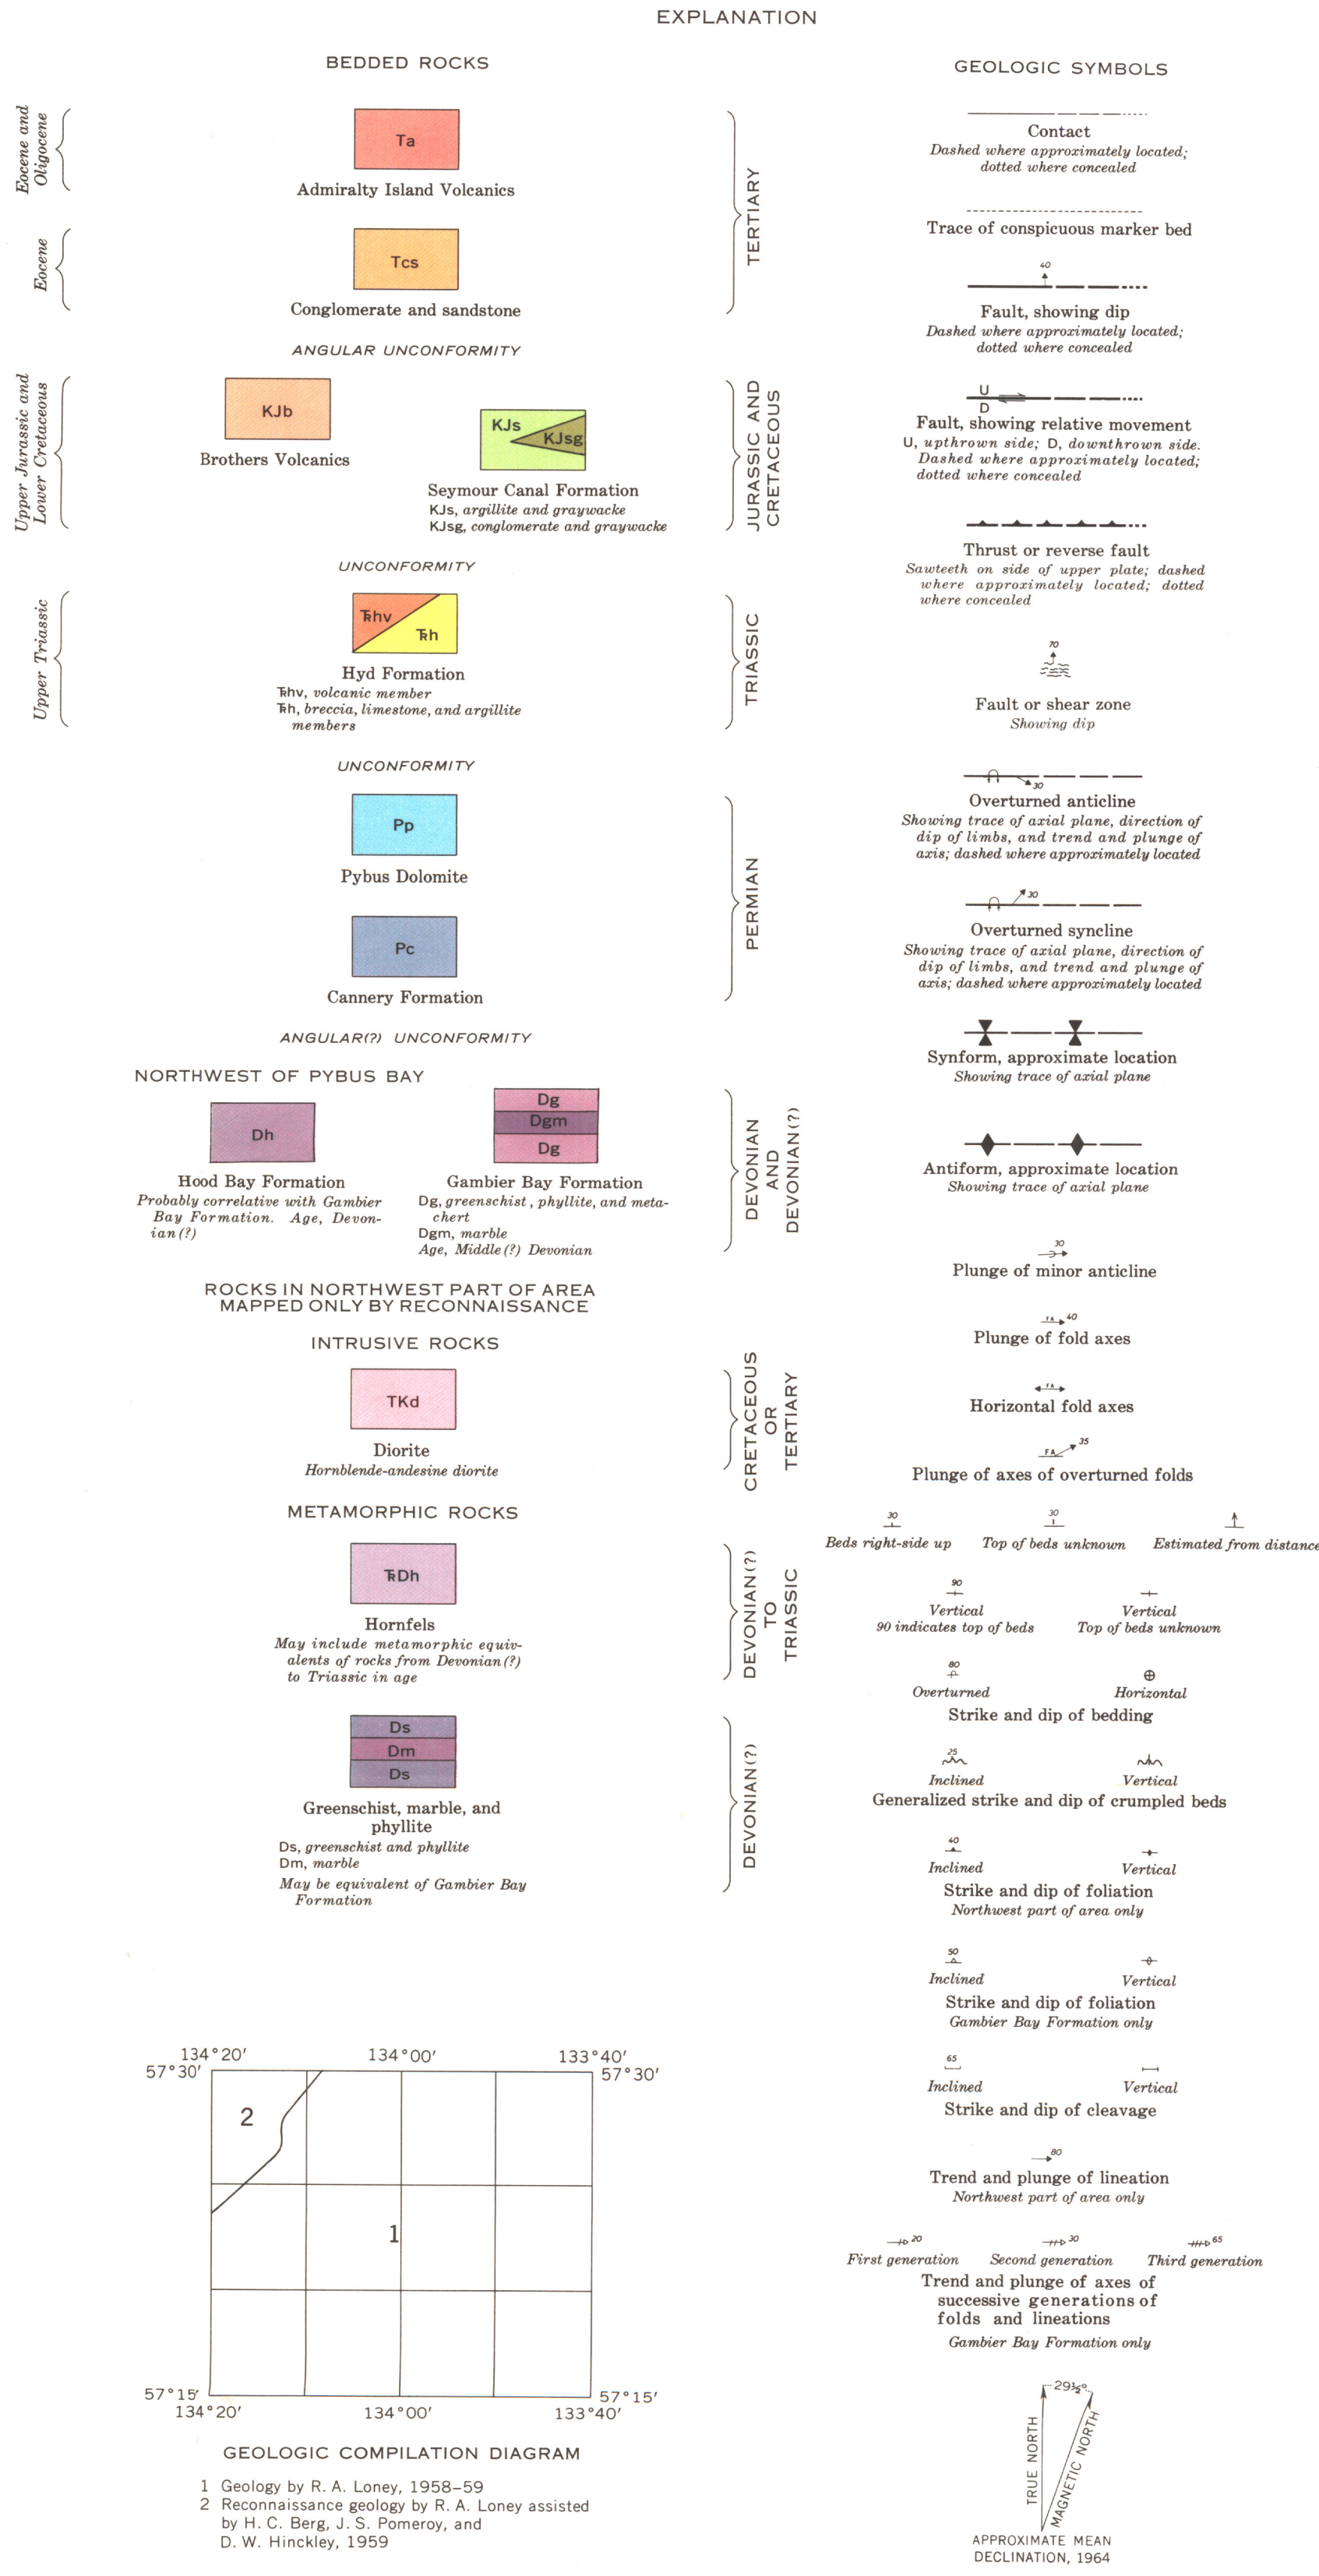 EXPLANATION
BEDDED ROCKS
Eocene and
Oligocene
Ta
Admiralty Island Volcanics
Eocene
Tcs
Conglomerate and sandstone
TERTIARY
ANGULAR UNCONFORMITY
Upper Jurassic and
Lower Cretaceous
KJb
Brothers Volcanics
KJs
KJsg
Seymour Canal Formation
KJs, argillite and graywacke
KJsg, conglomerate and graywacke
JURASSIC AND
CRETACEOUS
UNCONFORMITY
Upper Triassic
TRhv
TRh
Hyd Formation
TRhv, volcanic member
TRh, breccia, limestone, and argillite
members
TRIASSIC
UNCONFORMITY
Pp
Pybus Dolomite
Pc
Cannery Formation
PERMIAN
ANGULAR(?) UNCONFORMITY
NORTHWEST OF PYBUS BAY
Dh
Hood Bay Formation
Probably correlative with Gambier
Bay Formation. Age, Devon-
ian(?)
Dg
Dgm
Dg
Gambier Bay Formation
Dg, greenschist, phyllite, and meta-
chert
Dgm, marble
Age, Middle(?) Devonian
DEVONIAN
AND
DEVONIAN(?)
ROCKS IN NORTHWEST PART OF AREA
MAPPED ONLY BY RECONNAISSANCE
INTRUSIVE ROCKS
TKd
Diorite
Hornblende-andesine diorite
CRETACEOUS
OR
TERTIARY
METAMORPHIC ROCKS
TRDh
Hornfels
May include metamorphic equiv-
alents of rocks from Devonian(?)
to Triassic in age
DEVONIAN(?)
TO
TRIASSIC
Ds
Dm
Ds
Greenschist, marble, and
phyllite
Ds, greenschist and phyllite
Dm, marble
May be equivalent of Gambier Bay
Formation
DEVONIAN(?)
134°20′ 134°00′ 133°40′
57°30′ 57°30′
2
1
57°15′ 57°15′
134°20′ 134°00′ 133°40′
GEOLOGIC COMPILATION DIAGRAM
1 Geology by R. A. Loney, 1958–59
2 Reconnaissance geology by R. A. Loney assisted
by H. C. Berg, J. S. Pomeroy, and
D. W. Hinckley, 1959
GEOLOGIC SYMBOLS
Contact
Dashed where approximately located;
dotted where concealed
Trace of conspicuous marker bed
40
Fault, showing dip
Dashed where approximately located;
dotted where concealed
U
D
Fault, showing relative movement
U, upthrown side; D, downthrown side.
Dashed where approximately located;
dotted where concealed
Thrust or reverse fault
Sawteeth on side of upper plate; dashed
where approximately located; dotted
where concealed
70
Fault or shear zone
Showing dip
30
Overturned anticline
Showing trace of axial plane, direction of
dip of limbs, and trend and plunge of
axis; dashed where approximately located
30
Overturned syncline
Showing trace of axial plane, direction of
dip of limbs, and trend and plunge of
axis; dashed where approximately located
Synform, approximate location
Showing trace of axial plane
Antiform, approximate location
Showing trace of axial plane
30
Plunge of minor anticline
FA 40
Plunge of fold axes
FA
Horizontal fold axes
FA 35
Plunge of axes of overturned folds
30 30
Beds right-side up Top of beds unknown Estimated from distance
90
Vertical Vertical
90 indicates top of beds Top of beds unknown
80
Overturned Horizontal
Strike and dip of bedding
25
Inclined Vertical
Generalized strike and dip of crumpled beds
40
Inclined Vertical
Strike and dip of foliation
Northwest part of area only
50
Inclined Vertical
Strike and dip of foliation
Gambier Bay Formation only
65
Inclined Vertical
Strike and dip of cleavage
80
Trend and plunge of lineation
Northwest part of area only
20 30 65
First generation Second generation Third generation
Trend and plunge of axes of
successive generations of
folds and lineations
Gambier Bay Formation only
29½°
TRUE NORTH
MAGNETIC NORTH
APPROXIMATE MEAN
DECLINATION, 1964